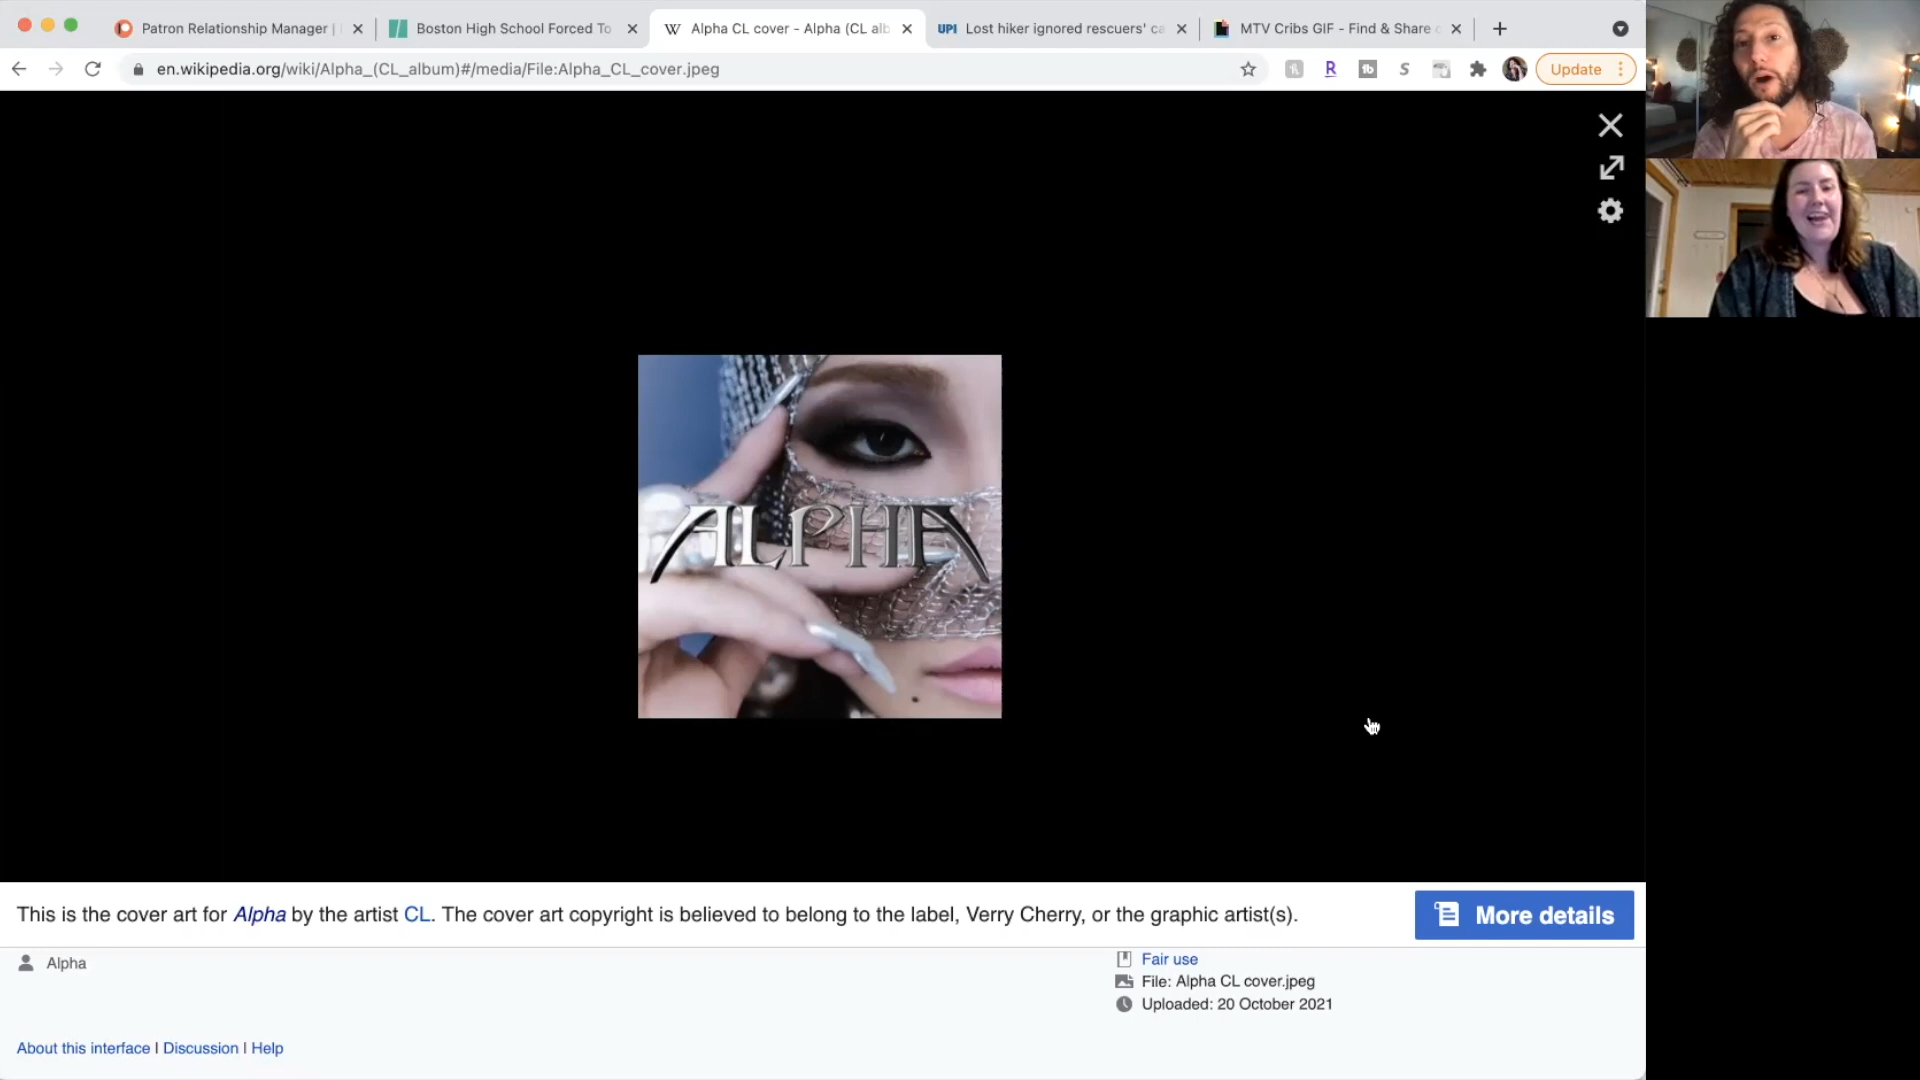 Patron Relationship Manager |
Boston High School Forced To
Alpha CL cover - Alpha (CL alb
UPI Lost hiker ignored rescuers' ca
MTV Cribs GIF - Find & Share
en.wikipedia.org/wiki/Alpha_(CL_album)#/media/File:Alpha_CL_cover.jpeg
Update
ALPHA
This is the cover art for Alpha by the artist CL. The cover art copyright is believed to belong to the label, Verry Cherry, or the graphic artist(s).
More details
Alpha
Fair use
File: Alpha CL cover.jpeg
Uploaded: 20 October 2021
About this interface | Discussion | Help